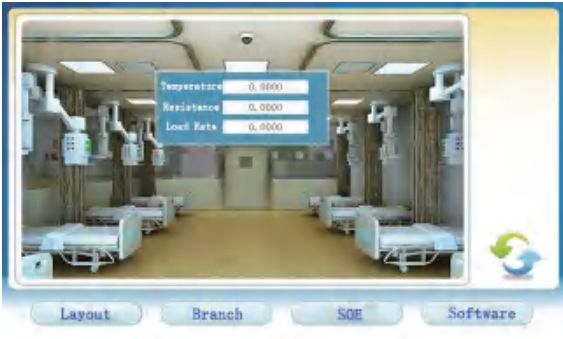 Temperature 0.0000
Resistance 0.0000
Load Rate 0.0000
Layout Branch SOE Software